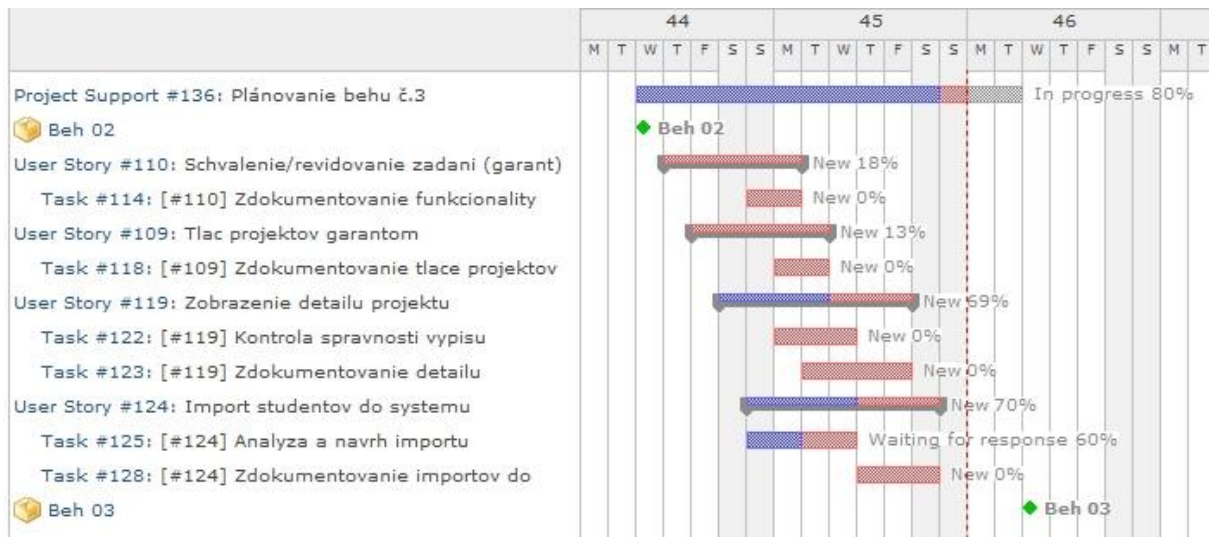 44 45 46
M T W T F S S M T W T F S S M T W T F S S M T
Project Support #136: Plánovanie behu č.3 In progress 80%
Beh 02 Beh 02
User Story #110: Schvalenie/revidovanie zadani (garant) New 18%
Task #114: [#110] Zdokumentovanie funkcionality New 0%
User Story #109: Tlac projektov garantom New 13%
Task #118: [#109] Zdokumentovanie tlace projektov New 0%
User Story #119: Zobrazenie detailu projektu New 69%
Task #122: [#119] Kontrola spravnosti vypisu New 0%
Task #123: [#119] Zdokumentovanie detailu New 0%
User Story #124: Import studentov do systemu New 70%
Task #125: [#124] Analyza a navrh importu Waiting for response 60%
Task #128: [#124] Zdokumentovanie importov do New 0%
Beh 03 Beh 03